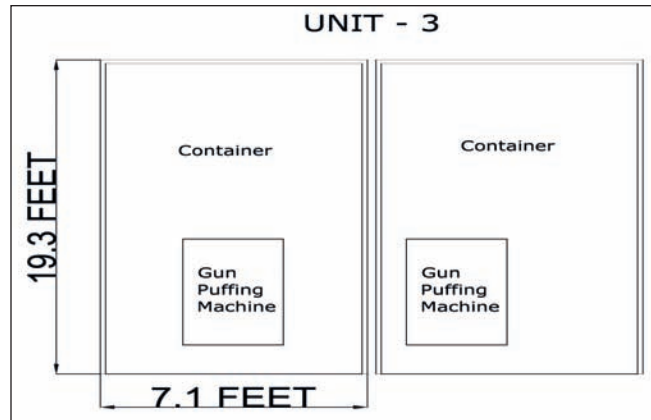 UNIT - 3
Container
Container
19.3 FEET
Gun
Puffing
Machine
Gun
Puffing
Machine
7.1 FEET